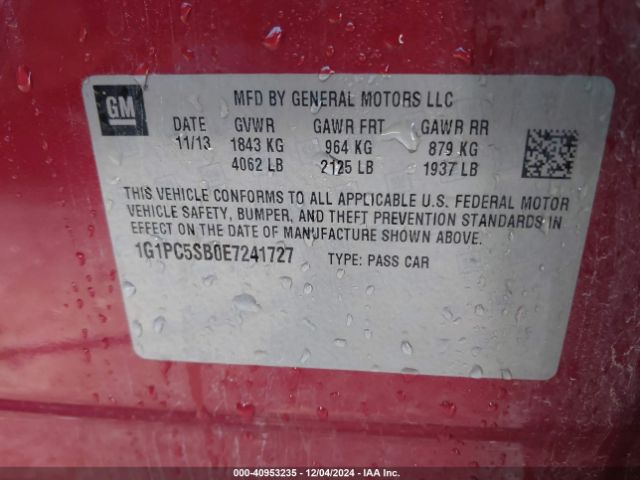 GM
MFD BY GENERAL MOTORS LLC
DATE GVWR GAWR FRT GAWR RR
11/13 1843 KG 964 KG 879 KG
4062 LB 2125 LB 1937 LB
THIS VEHICLE CONFORMS TO ALL APPLICABLE U.S. FEDERAL MOTOR
VEHICLE SAFETY, BUMPER, AND THEFT PREVENTION STANDARDS IN
EFFECT ON THE DATE OF MANUFACTURE SHOWN ABOVE.
1G1PC5SB0E7241727 TYPE: PASS CAR
000-40953235 - 12/04/2024 - IAA Inc.